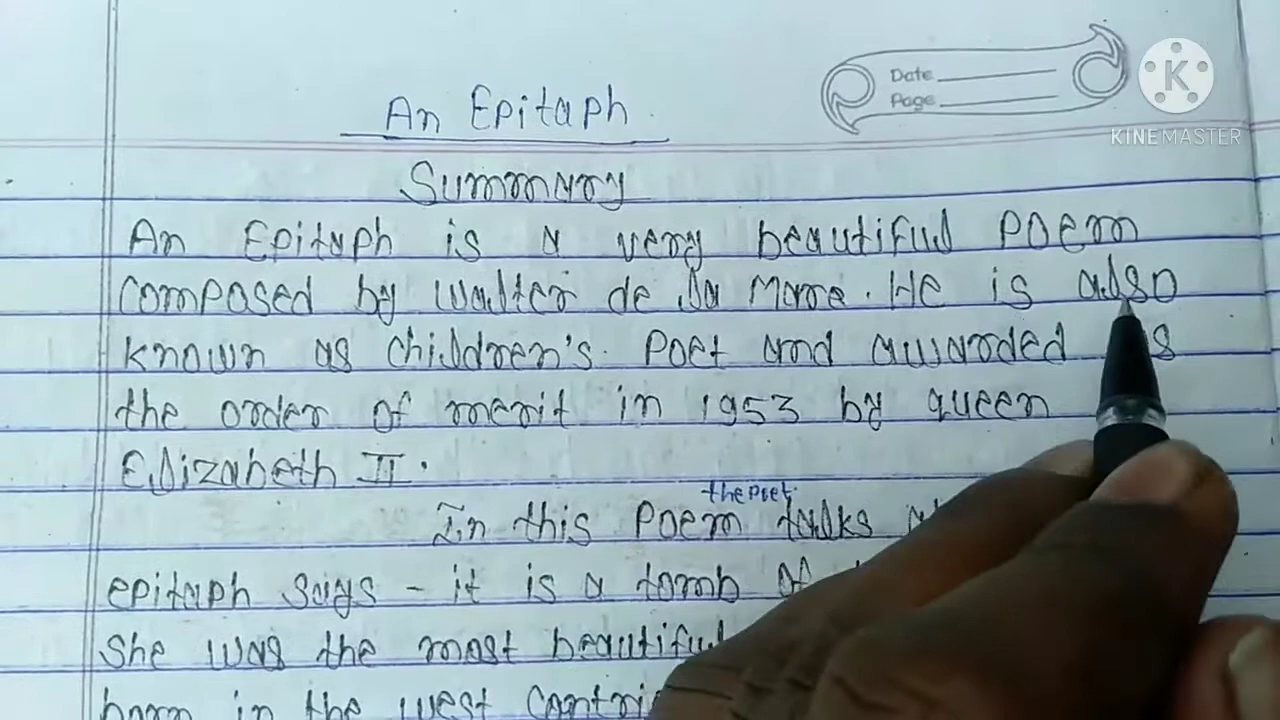 Date
Page
KINEMASTER
An Epitaph
Summary
An Epitaph is a very beautiful Poem
composed by Walter de la Mare. He is also
known as children's Poet and awarded
the order of merit in 1953 by queen
Elizabeth II.
the Poet
In this Poem talks
epitaph says - it is a tomb of
She was the most beautiful
born in the west